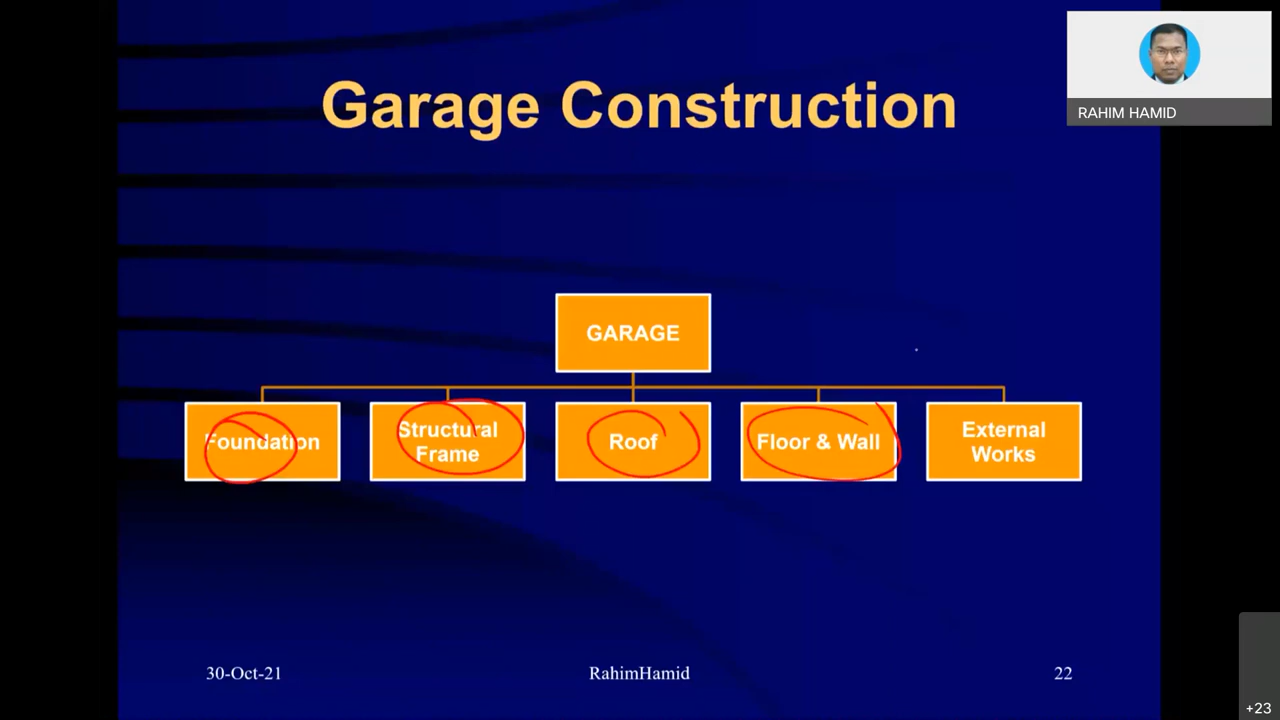 Garage Construction
RAHIM HAMID
GARAGE
Foundation
Structural
Frame
Roof
Floor & Wall
External
Works
30-Oct-21
RahimHamid
22
+23